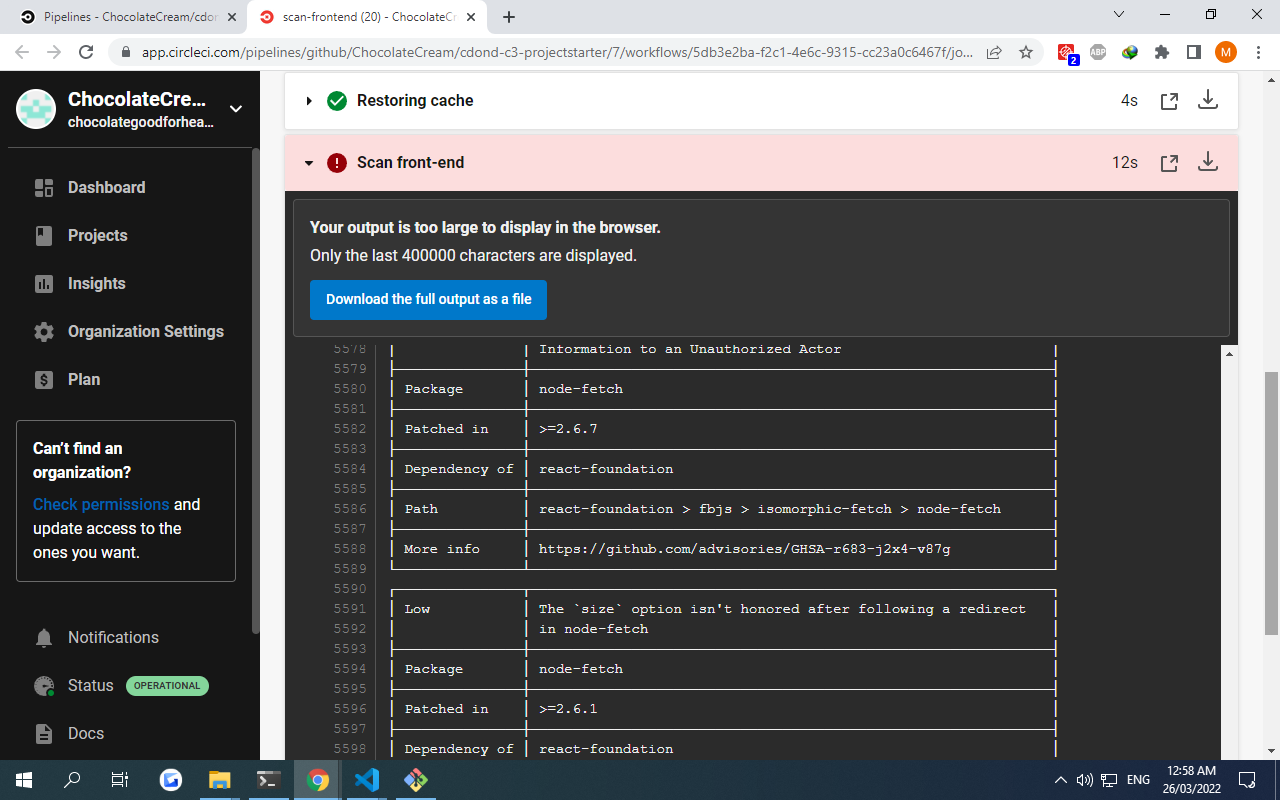 Pipelines - ChocolateCream/cdon
scan-frontend (20) - ChocolateCr
app.circleci.com/pipelines/github/ChocolateCream/cdond-c3-projectstarter/7/workflows/5db3e2ba-f2c1-4e6c-9315-cc23a0c6467f/jo...
2
ABP
M
ChocolateCre...
chocolategoodforhea...
Dashboard
Projects
Insights
Organization Settings
Plan
Can't find an
organization?
Check permissions and
update access to the
ones you want.
Notifications
Status OPERATIONAL
Docs
Restoring cache 4s
Scan front-end 12s
Your output is too large to display in the browser.
Only the last 400000 characters are displayed.
Download the full output as a file
5578 Information to an Unauthorized Actor
5579
5580 Package node-fetch
5581
5582 Patched in >=2.6.7
5583
5584 Dependency of react-foundation
5585
5586 Path react-foundation > fbjs > isomorphic-fetch > node-fetch
5587
5588 More info https://github.com/advisories/GHSA-r683-j2x4-v87g
5589
5590
5591 Low The `size` option isn't honored after following a redirect
5592 in node-fetch
5593
5594 Package node-fetch
5595
5596 Patched in >=2.6.1
5597
5598 Dependency of react-foundation
ENG
12:58 AM
26/03/2022